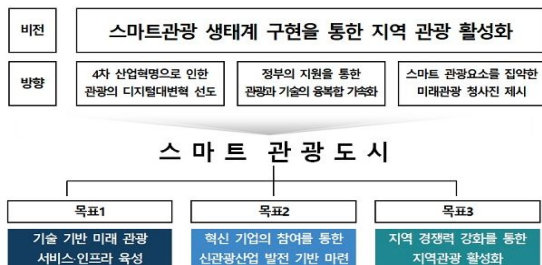 비전
스마트관광 생태계 구현을 통한 지역 관광 활성화
방향
4차 산업혁명으로 인한
관광의 디지털대변혁 선도
정부의 지원을 통한
관광과 기술의 융복합 가속화
스마트 관광요소를 집약한
미래관광 청사진 제시
스마트 관광도시
목표1
기술 기반 미래 관광
서비스·인프라 육성
목표2
혁신 기업의 참여를 통한
신관광산업 발전 기반 마련
목표3
지역 경쟁력 강화를 통한
지역관광 활성화